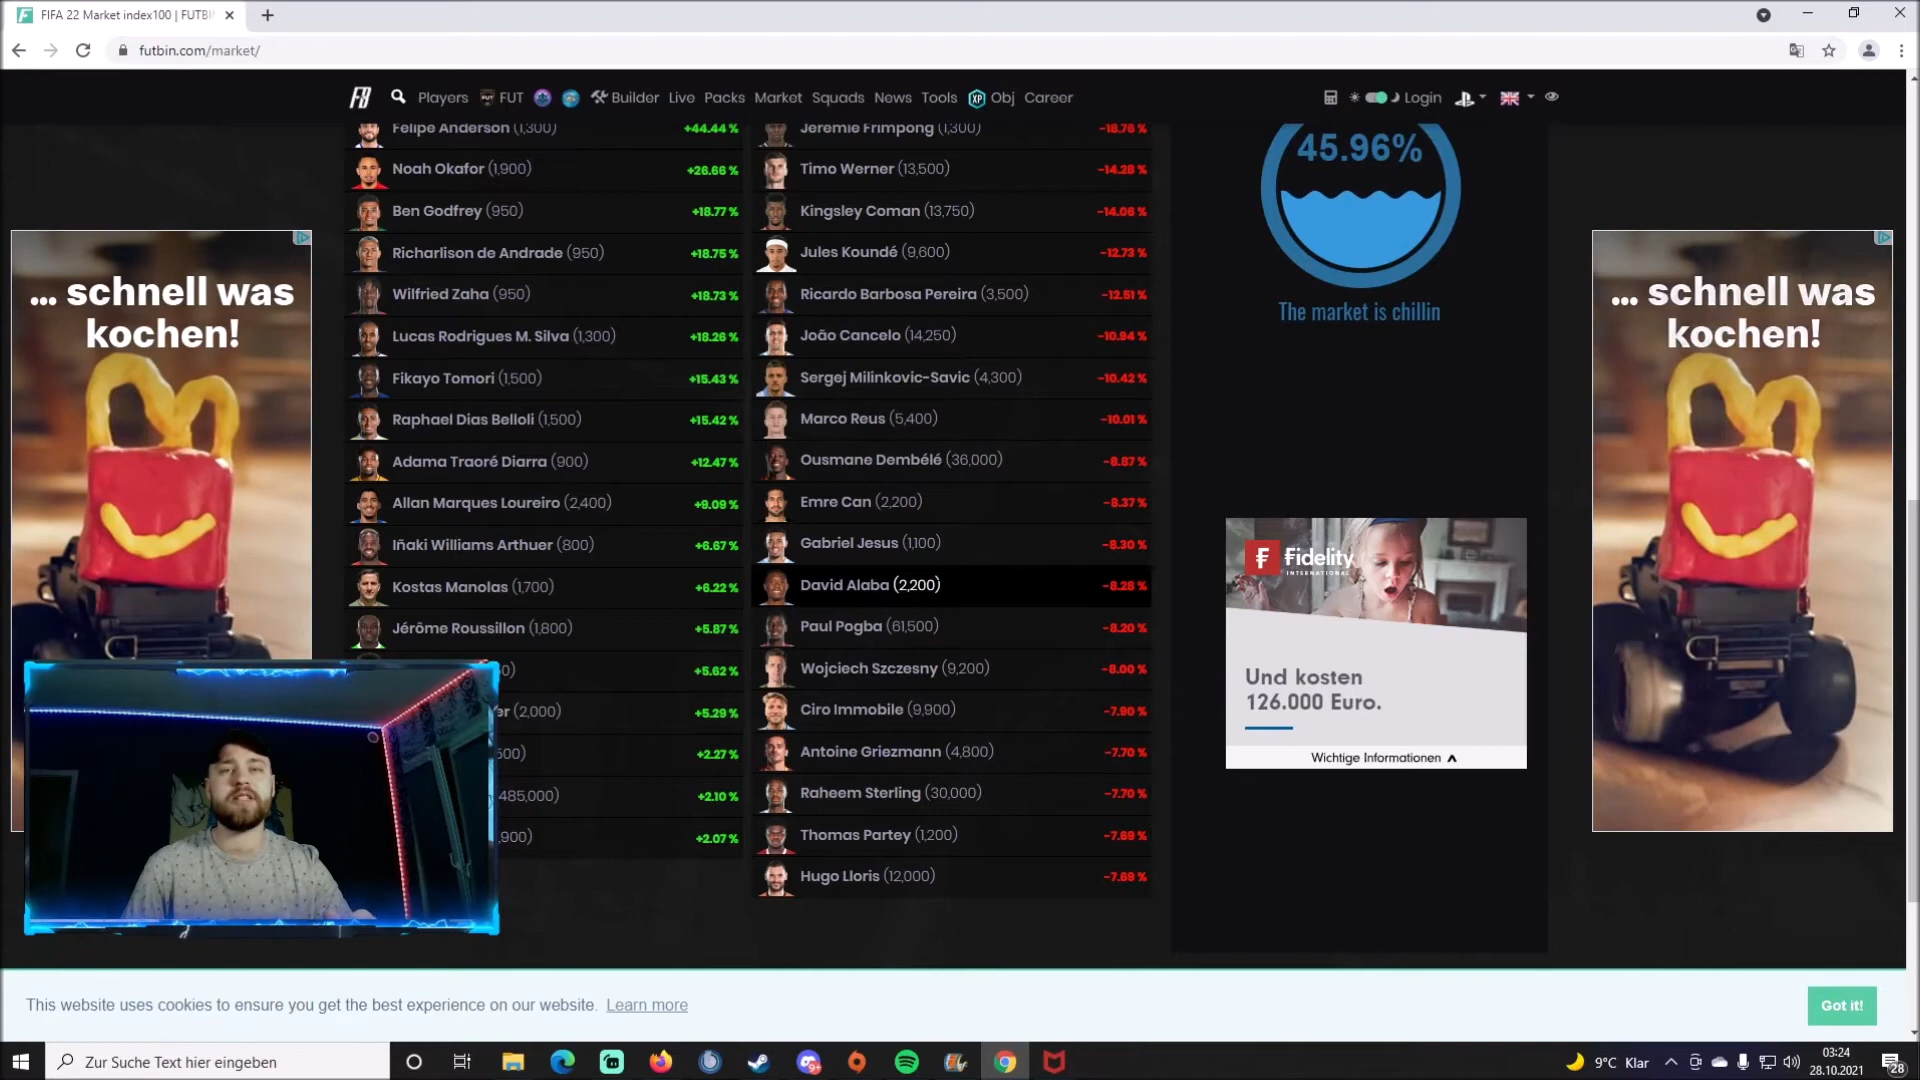 FIFA 22 Market index100 | FUTBI
futbin.com/market/
Players FUT Builder Live Packs Market Squads News Tools XP Obj Career Login
Felipe Anderson (1,300) +44.44 %
Noah Okafor (1,900) +26.66 %
Ben Godfrey (950) +18.77 %
Richarlison de Andrade (950) +18.75 %
Wilfried Zaha (950) +18.73 %
Lucas Rodrigues M. Silva (1,300) +18.26 %
Fikayo Tomori (1,500) +15.43 %
Raphael Dias Belloli (1,500) +15.42 %
Adama Traoré Diarra (900) +12.47 %
Allan Marques Loureiro (2,400) +9.09 %
Iñaki Williams Arthuer (800) +6.67 %
Kostas Manolas (1,700) +6.22 %
Jérôme Roussillon (1,800) +5.87 %
0) +5.62 %
er (2,000) +5.29 %
500) +2.27 %
485,000) +2.10 %
,900) +2.07 %
Jeremie Frimpong (1,300) -18.76 %
Timo Werner (13,500) -14.28 %
Kingsley Coman (13,750) -14.06 %
Jules Koundé (9,600) -12.73 %
Ricardo Barbosa Pereira (3,500) -12.51 %
João Cancelo (14,250) -10.94 %
Sergej Milinkovic-Savic (4,300) -10.42 %
Marco Reus (5,400) -10.01 %
Ousmane Dembélé (36,000) -8.87 %
Emre Can (2,200) -8.37 %
Gabriel Jesus (1,100) -8.30 %
David Alaba (2,200) -8.28 %
Paul Pogba (61,500) -8.20 %
Wojciech Szczesny (9,200) -8.00 %
Ciro Immobile (9,900) -7.90 %
Antoine Griezmann (4,800) -7.70 %
Raheem Sterling (30,000) -7.70 %
Thomas Partey (1,200) -7.69 %
Hugo Lloris (12,000) -7.69 %
45.96%
The market is chillin
... schnell was
kochen!
Fidelity
INTERNATIONAL
Und kosten
126.000 Euro.
Wichtige Informationen
... schnell was
kochen!
This website uses cookies to ensure you get the best experience on our website. Learn more
Got it!
Zur Suche Text hier eingeben
9°C Klar
03:24
28.10.2021
28